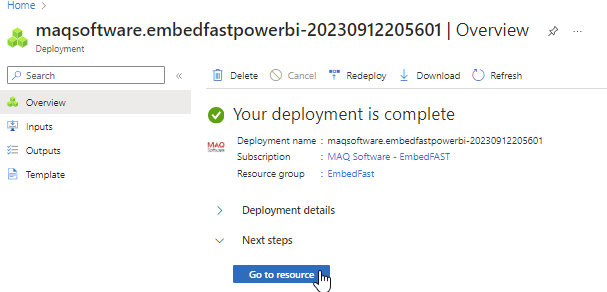 Home >
maqsoftware.embedfastpowerbi-20230912205601 | Overview ...
Deployment
Search «
Delete Cancel Redeploy Download Refresh
Overview
Inputs
Outputs
Template
Your deployment is complete
MAQ
Software
Deployment name : maqsoftware.embedfastpowerbi-20230912205601
Subscription : MAQ Software - EmbedFAST
Resource group : EmbedFast
Deployment details
Next steps
Go to resource